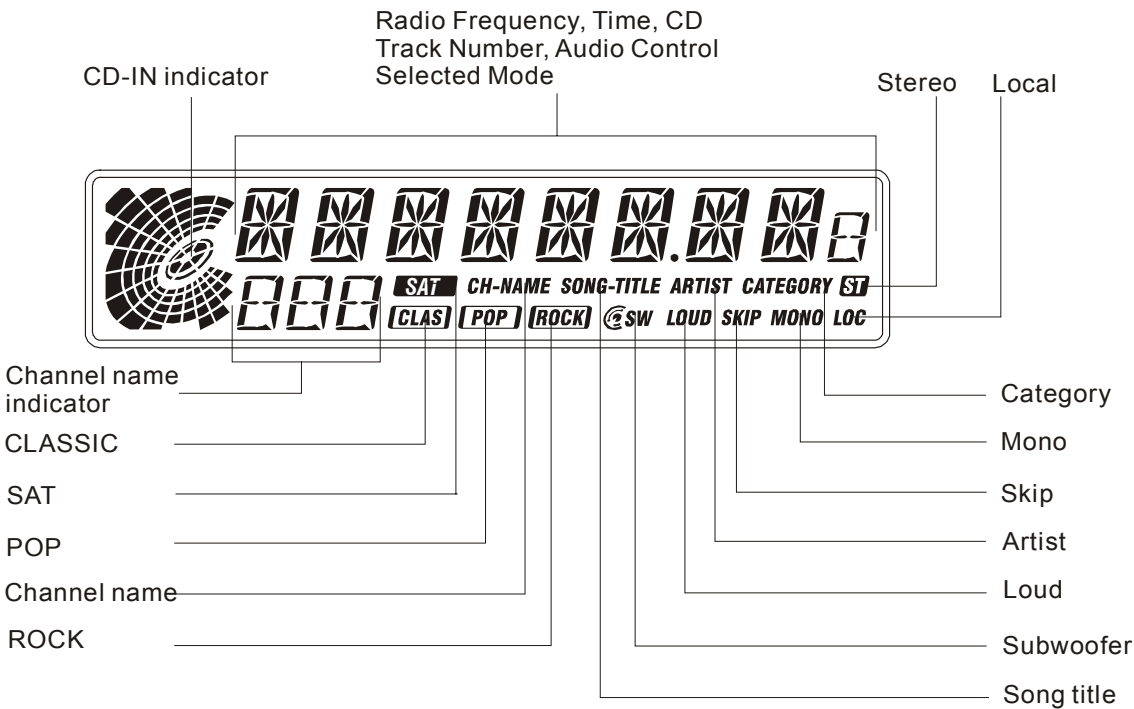 Radio Frequency, Time, CD
Track Number, Audio Control
Selected Mode
CD-IN indicator
Stereo
Local
SAT CH-NAME SONG-TITLE ARTIST CATEGORY ST
CLAS POP ROCK SW LOUD SKIP MONO LOC
Channel name
indicator
CLASSIC
SAT
POP
Channel name
ROCK
Category
Mono
Skip
Artist
Loud
Subwoofer
Song title